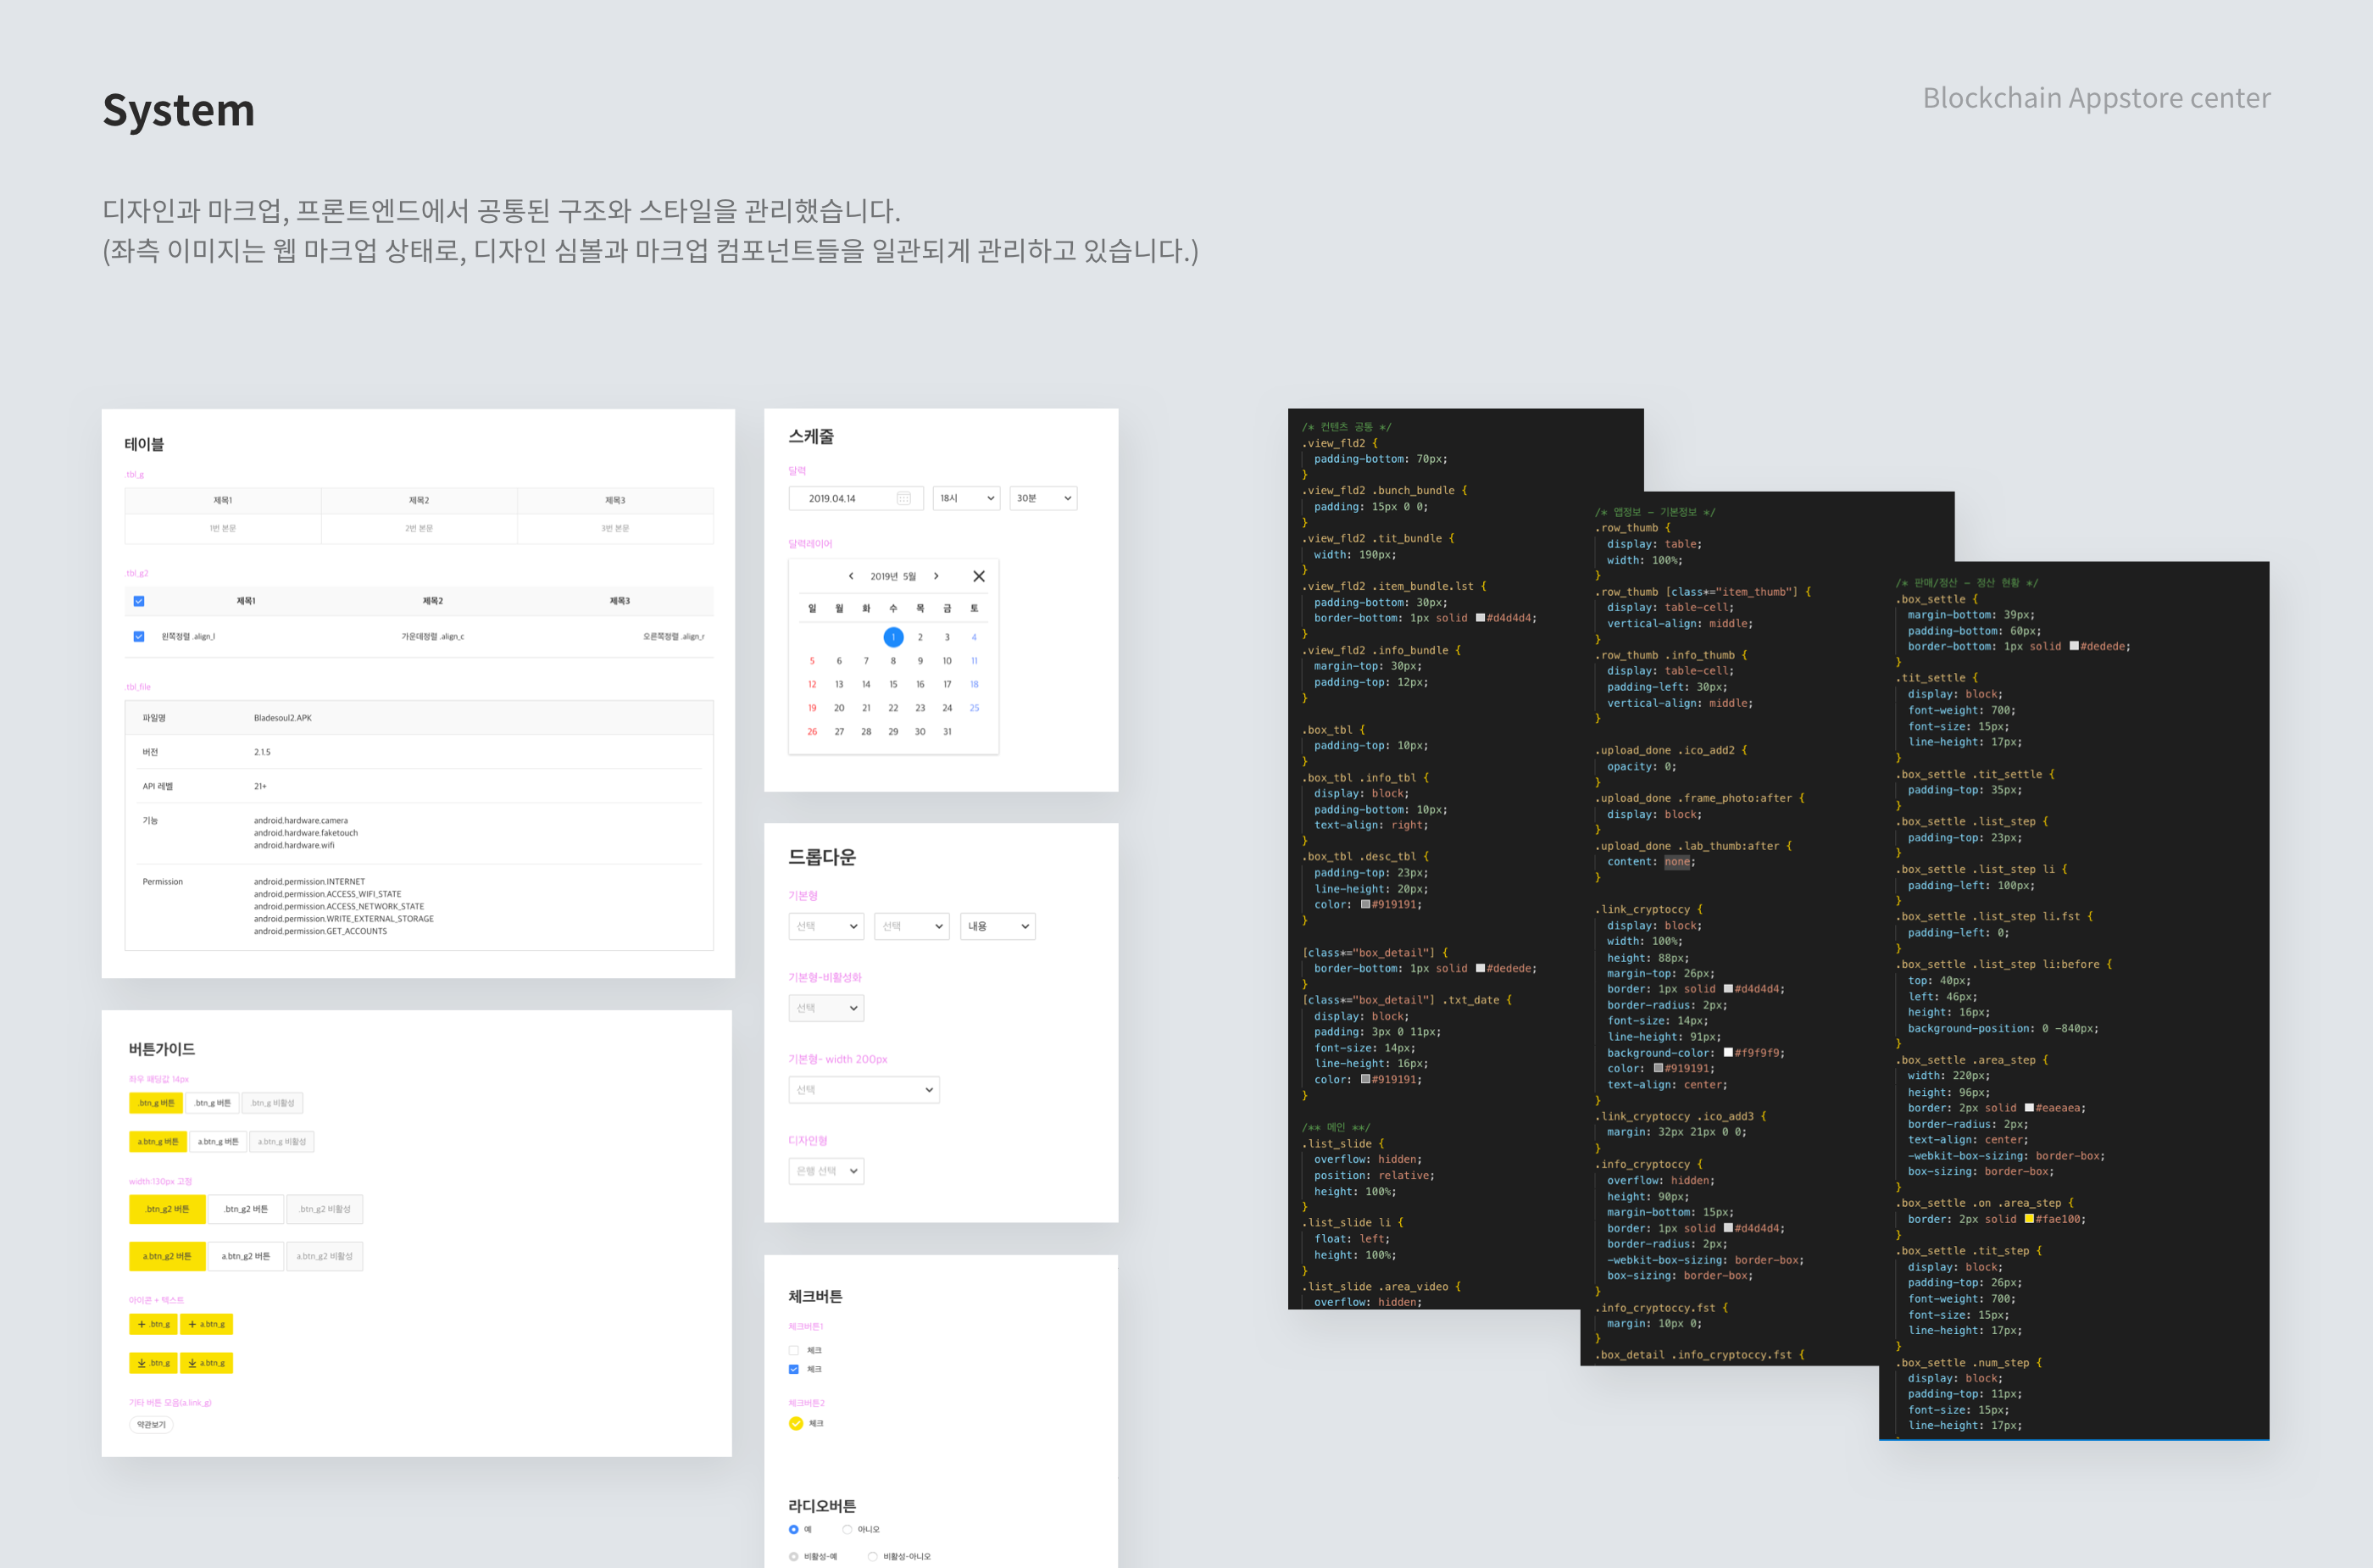 System
Blockchain Appstore center
디자인과 마크업, 프론트엔드에서 공통된 구조와 스타일을 관리했습니다.
(좌측 이미지는 웹 마크업 상태로, 디자인 심볼과 마크업 컴포넌트들을 일관되게 관리하고 있습니다.)
테이블
.tbl_g
제목1 제목2 제목3
1번 본문 2번 본문 3번 본문
.tbl_g2
제목1 제목2 제목3
왼쪽정렬 .align_l 가운데정렬 .align_c 오른쪽정렬 .align_r
.tbl_file
파일명 Bladesoul2.APK
버전 2.1.5
API 레벨 21+
기능 android.hardware.camera
android.hardware.faketouch
android.hardware.wifi
Permission android.permission.INTERNET
android.permission.ACCESS_WIFI_STATE
android.permission.ACCESS_NETWORK_STATE
android.permission.WRITE_EXTERNAL_STORAGE
android.permission.GET_ACCOUNTS
버튼가이드
좌우 패딩값 14px
.btn_g 버튼 .btn_g 버튼 .btn_g 비활성
a.btn_g 버튼 a.btn_g 버튼 a.btn_g 비활성
width:130px 고정
.btn_g2 버튼 .btn_g2 버튼 .btn_g2 비활성
a.btn_g2 버튼 a.btn_g2 버튼 a.btn_g2 비활성
아이콘 + 텍스트
+ .btn_g + a.btn_g
.btn_g a.btn_g
기타 버튼 모음(a.link_g)
약관보기
스케줄
달력
2019.04.14 18시 30분
달력레이어
2019년 5월
일 월 화 수 목 금 토
1 2 3 4
5 6 7 8 9 10 11
12 13 14 15 16 17 18
19 20 21 22 23 24 25
26 27 28 29 30 31
드롭다운
기본형
선택 선택 내용
기본형-비활성화
선택
기본형- width 200px
선택
디자인형
은행 선택
체크버튼
체크버튼1
체크
체크
체크버튼2
체크
라디오버튼
예 아니오
비활성-예 비활성-아니오
/* 컨텐츠 공통 */
.view_fld2 {
padding-bottom: 70px;
}
.view_fld2 .bunch_bundle {
padding: 15px 0 0;
}
.view_fld2 .tit_bundle {
width: 190px;
}
.view_fld2 .item_bundle.lst {
padding-bottom: 30px;
border-bottom: 1px solid #d4d4d4;
}
.view_fld2 .info_bundle {
margin-top: 30px;
padding-top: 12px;
}
.box_tbl {
padding-top: 10px;
}
.box_tbl .info_tbl {
display: block;
padding-bottom: 10px;
text-align: right;
}
.box_tbl .desc_tbl {
padding-top: 23px;
line-height: 20px;
color: #919191;
}
[class*="box_detail"] {
border-bottom: 1px solid #dedede;
}
[class*="box_detail"] .txt_date {
display: block;
padding: 3px 0 11px;
font-size: 14px;
line-height: 16px;
color: #919191;
}
/** 메인 **/
.list_slide {
overflow: hidden;
position: relative;
height: 100%;
}
.list_slide li {
float: left;
height: 100%;
}
.list_slide .area_video {
overflow: hidden;
/* 앱정보 – 기본정보 */
.row_thumb {
display: table;
width: 100%;
}
.row_thumb [class*="item_thumb"] {
display: table-cell;
vertical-align: middle;
}
.row_thumb .info_thumb {
display: table-cell;
padding-left: 30px;
vertical-align: middle;
}
.upload_done .ico_add2 {
opacity: 0;
}
.upload_done .frame_photo:after {
display: block;
}
.upload_done .lab_thumb:after {
content: none;
}
.link_cryptoccy {
display: block;
width: 100%;
height: 88px;
margin-top: 26px;
border: 1px solid #d4d4d4;
border-radius: 2px;
font-size: 14px;
line-height: 91px;
background-color: #f9f9f9;
color: #919191;
text-align: center;
}
.link_cryptoccy .ico_add3 {
margin: 32px 21px 0 0;
}
.info_cryptoccy {
overflow: hidden;
height: 90px;
margin-bottom: 15px;
border: 1px solid #d4d4d4;
border-radius: 2px;
-webkit-box-sizing: border-box;
box-sizing: border-box;
}
.info_cryptoccy.fst {
margin: 10px 0;
}
.box_detail .info_cryptoccy.fst {
/* 판매/정산 – 정산 현황 */
.box_settle {
margin-bottom: 39px;
padding-bottom: 60px;
border-bottom: 1px solid #dedede;
}
.tit_settle {
display: block;
font-weight: 700;
font-size: 15px;
line-height: 17px;
}
.box_settle .tit_settle {
padding-top: 35px;
}
.box_settle .list_step {
padding-top: 23px;
}
.box_settle .list_step li {
padding-left: 100px;
}
.box_settle .list_step li.fst {
padding-left: 0;
}
.box_settle .list_step li:before {
top: 40px;
left: 46px;
height: 16px;
background-position: 0 -840px;
}
.box_settle .area_step {
width: 220px;
height: 96px;
border: 2px solid #eaeaea;
border-radius: 2px;
text-align: center;
-webkit-box-sizing: border-box;
box-sizing: border-box;
}
.box_settle .on .area_step {
border: 2px solid #fae100;
}
.box_settle .tit_step {
display: block;
padding-top: 26px;
font-weight: 700;
font-size: 15px;
line-height: 17px;
}
.box_settle .num_step {
display: block;
padding-top: 11px;
font-size: 15px;
line-height: 17px;